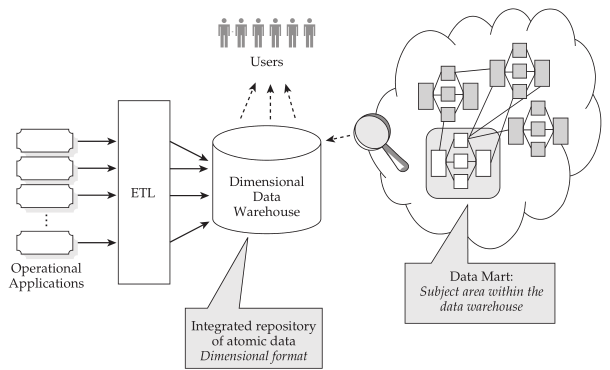 Users
ETL
Dimensional
Data
Warehouse
Operational
Applications
Integrated repository
of atomic data
Dimensional format
Data Mart:
Subject area within the
data warehouse